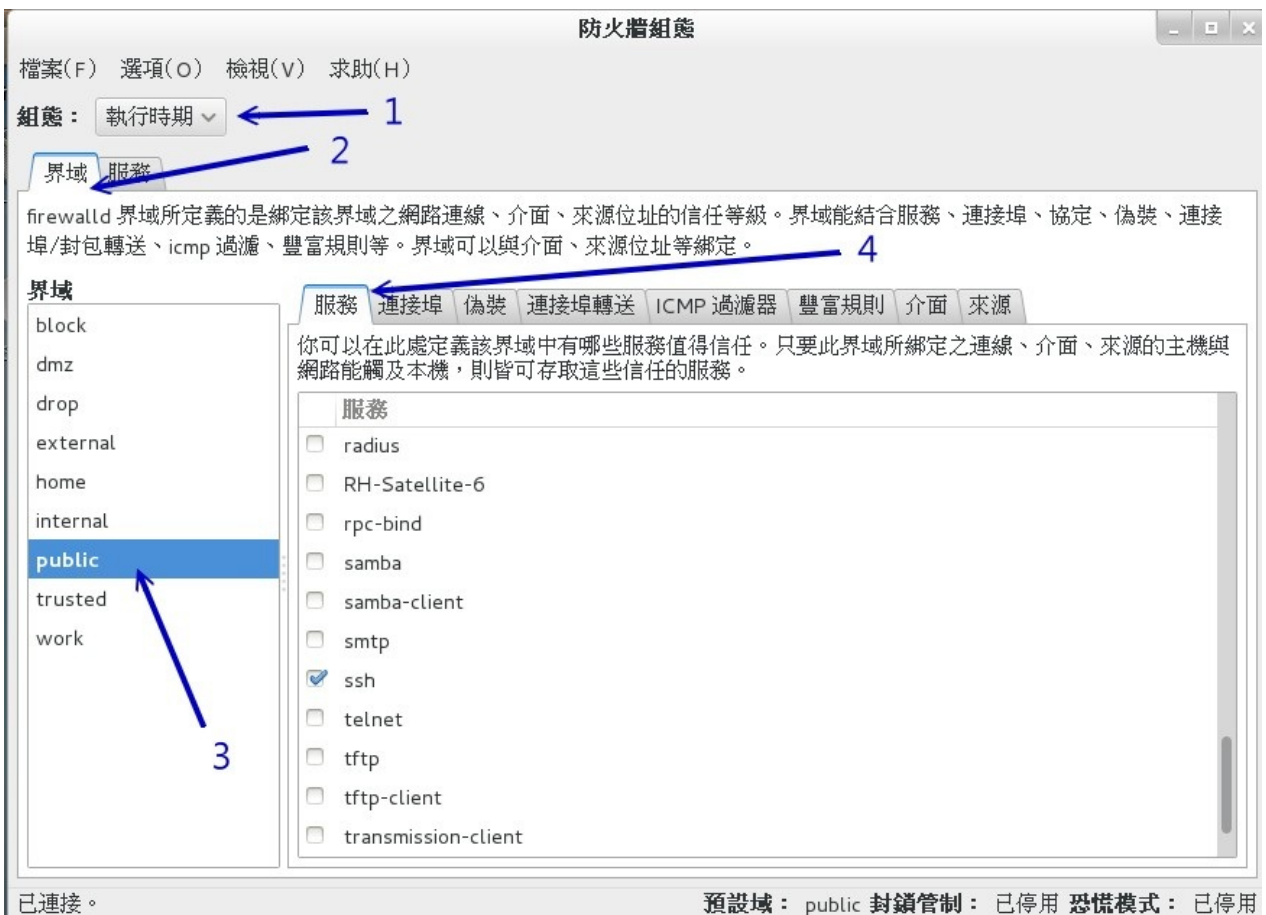 防火牆組態
檔案(F) 選項(O) 檢視(V) 求助(H)
組態： 執行時期 1
2
界域 服務
firewalld 界域所定義的是綁定該界域之網路連線、介面、來源位址的信任等級。界域能結合服務、連接埠、協定、偽裝、連接
埠/封包轉送、icmp 過濾、豐富規則等。界域可以與介面、來源位址等綁定。
4
界域
block
dmz
drop
external
home
internal
public
trusted
work
3
服務 連接埠 偽裝 連接埠轉送 ICMP 過濾器 豐富規則 介面 來源
你可以在此處定義該界域中有哪些服務值得信任。只要此界域所綁定之連線、介面、來源的主機與
網路能觸及本機，則皆可存取這些信任的服務。
服務
radius
RH-Satellite-6
rpc-bind
samba
samba-client
smtp
ssh
telnet
tftp
tftp-client
transmission-client
已連接。
預設域： public 封鎖管制： 已停用 恐慌模式： 已停用